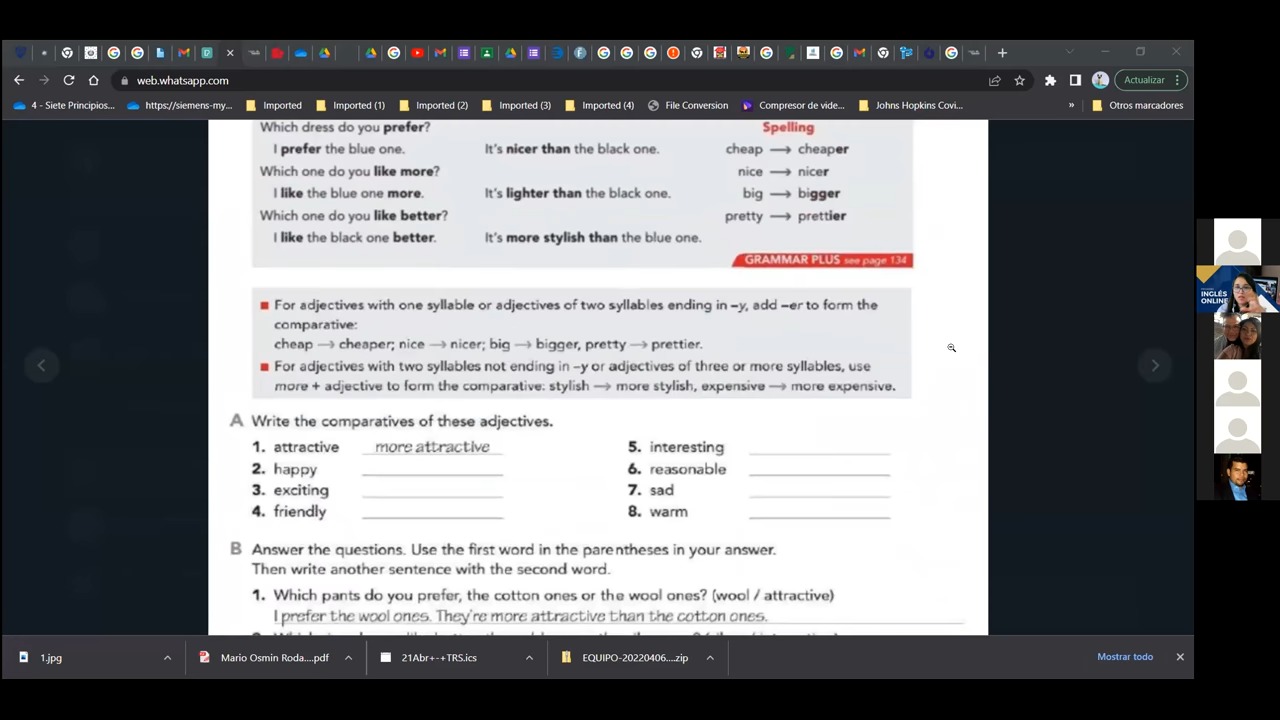 web.whatsapp.com
Actualizar
4 - Siete Principios...
https://siemens-my...
Imported
Imported (1)
Imported (2)
Imported (3)
Imported (4)
File Conversion
Compresor de vide...
Johns Hopkins Covi...
»
Otros marcadores
Which dress do you prefer?
Spelling
I prefer the blue one.
It's nicer than the black one.
cheap → cheaper
Which one do you like more?
nice → nicer
I like the blue one more.
It's lighter than the black one.
big → bigger
Which one do you like better?
pretty → prettier
I like the black one better.
It's more stylish than the blue one.
GRAMMAR PLUS see page 134
For adjectives with one syllable or adjectives of two syllables ending in –y, add –er to form the
comparative:
cheap → cheaper; nice → nicer; big → bigger, pretty → prettier.
For adjectives with two syllables not ending in –y or adjectives of three or more syllables, use
more + adjective to form the comparative: stylish → more stylish, expensive → more expensive.
A Write the comparatives of these adjectives.
1. attractive more attractive
2. happy
3. exciting
4. friendly
5. interesting
6. reasonable
7. sad
8. warm
B Answer the questions. Use the first word in the parentheses in your answer.
Then write another sentence with the second word.
1. Which pants do you prefer, the cotton ones or the wool ones? (wool / attractive)
I prefer the wool ones. They're more attractive than the cotton ones.
INGLÉS
ONLINE
1.jpg
Mario Osmin Roda....pdf
21Abr+-+TRS.ics
EQUIPO-20220406....zip
Mostrar todo